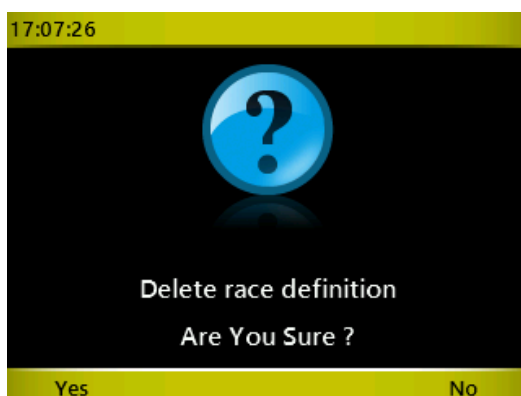 17:07:26
?
Delete race definition
Are You Sure ?
Yes No